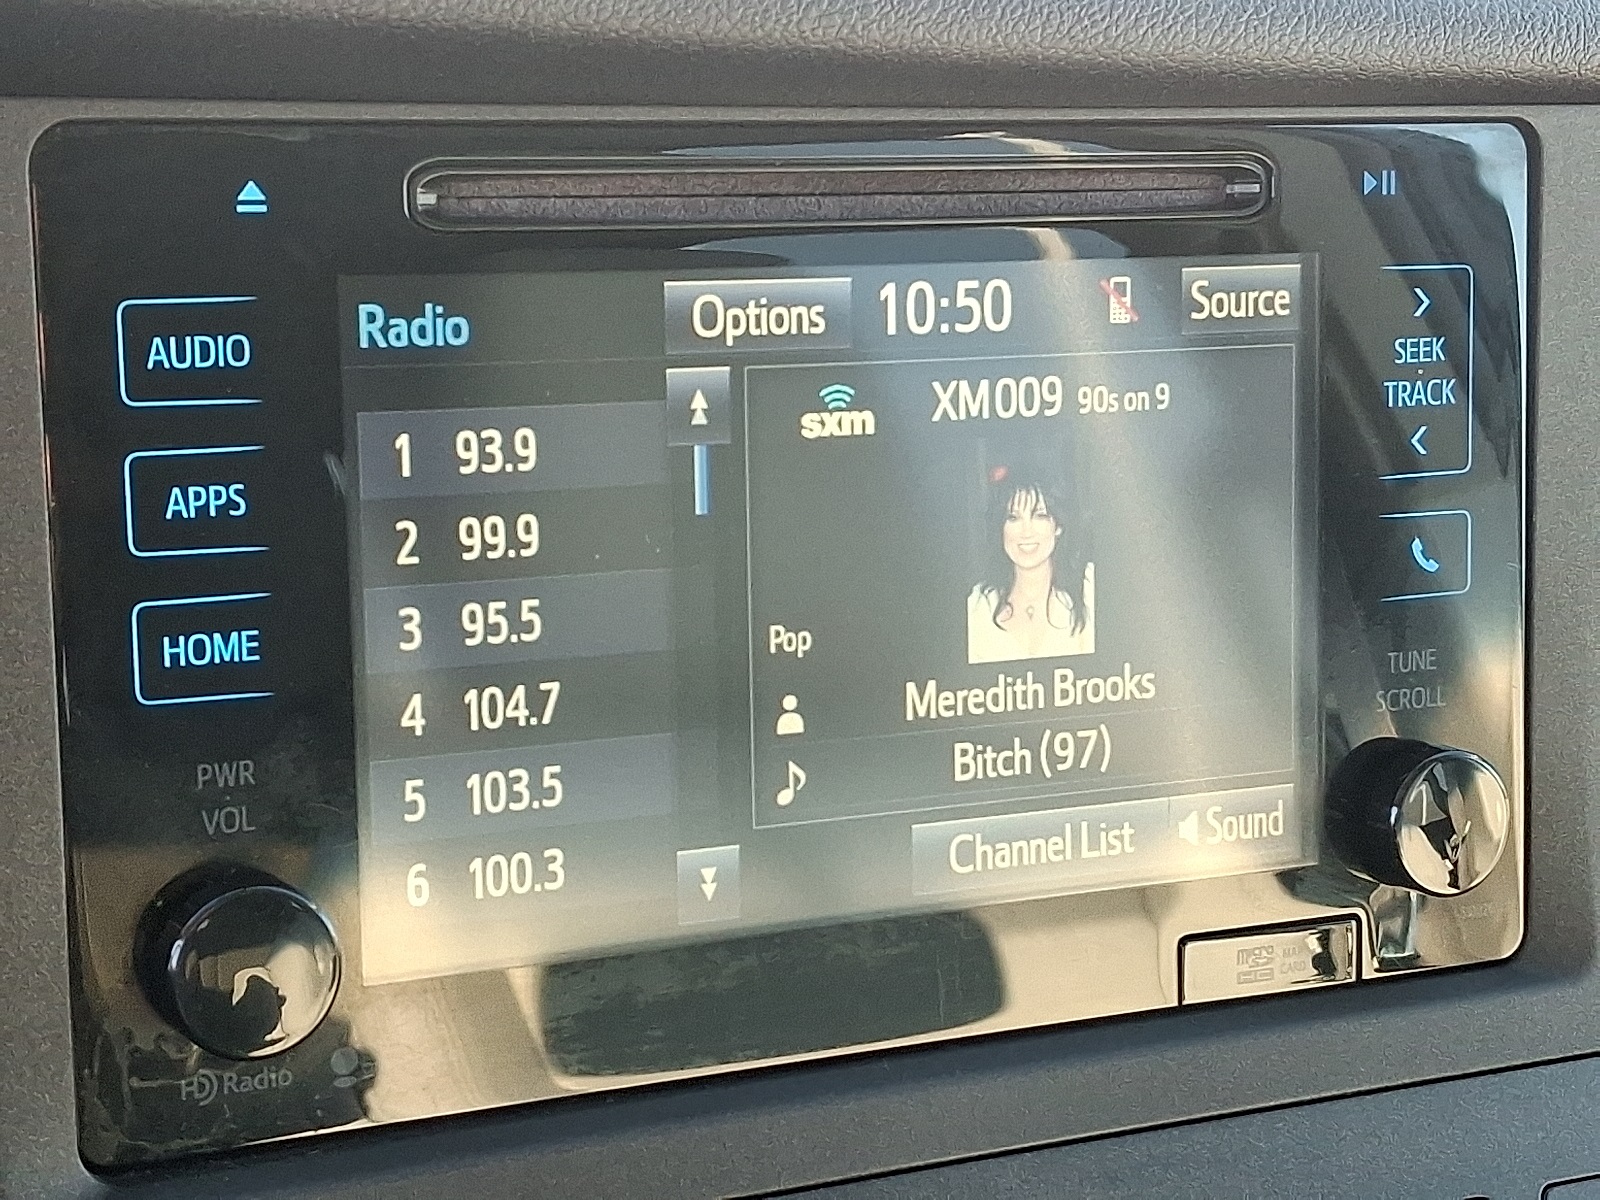 AUDIO
APPS
HOME
PWR
VOL
HD Radio
Radio
Options
10:50
Source
1 93.9
2 99.9
3 95.5
4 104.7
5 103.5
6 100.3
sxm
XM009 90s on 9
Pop
Meredith Brooks
Bitch (97)
Channel List
Sound
SEEK
TRACK
TUNE
SCROLL
MAP
CARD